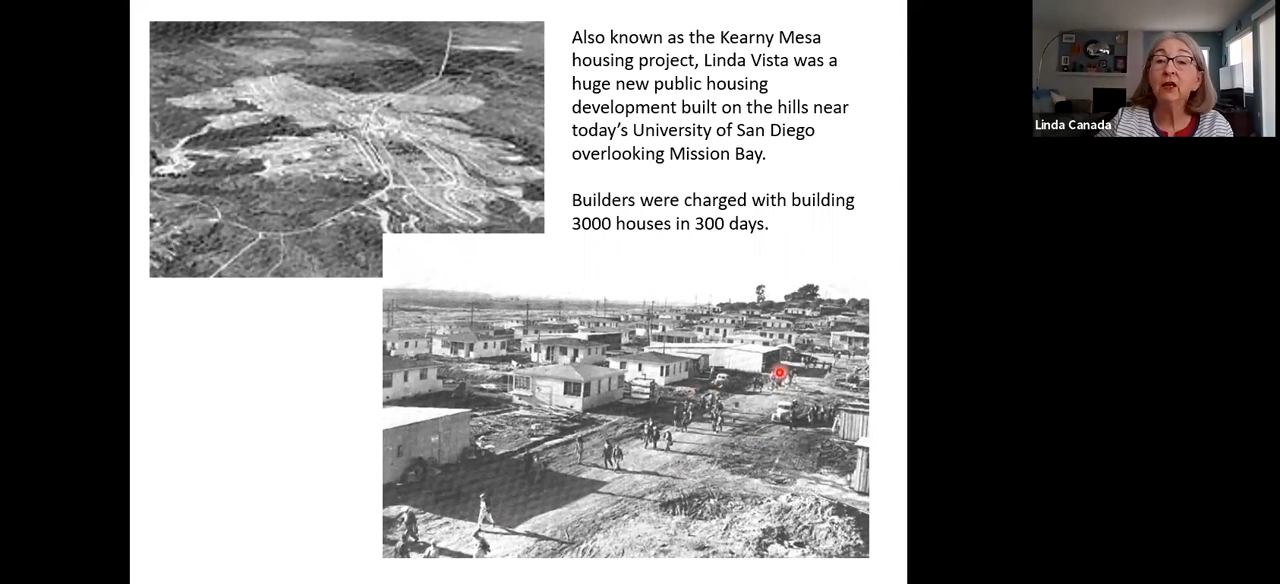 Also known as the Kearny Mesa
housing project, Linda Vista was a
huge new public housing
development built on the hills near
today's University of San Diego
overlooking Mission Bay.
Builders were charged with building
3000 houses in 300 days.
Linda Canada